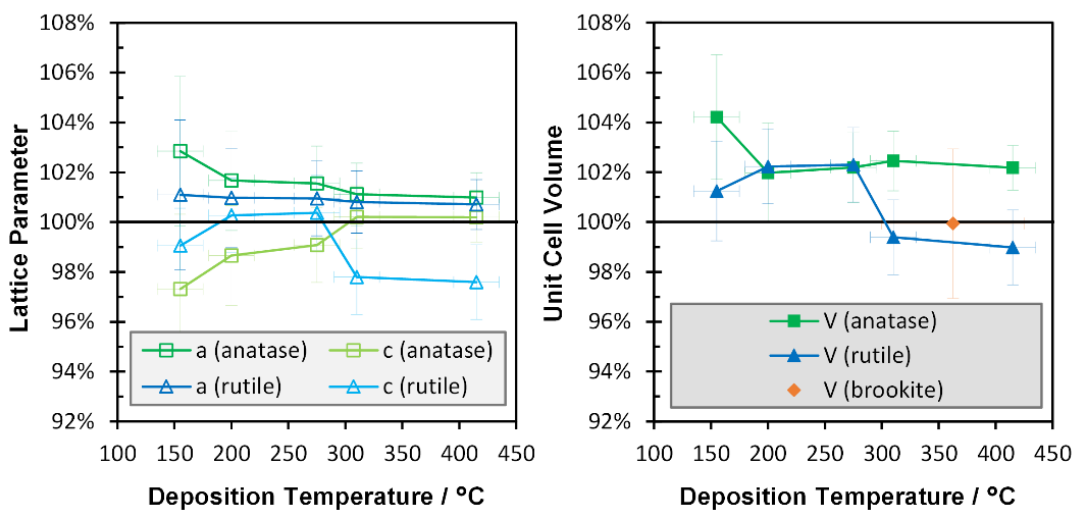 108%
106%
104%
102%
100%
98%
96%
94%
92%
Lattice Parameter
a (anatase) c (anatase)
a (rutile) c (rutile)
100 150 200 250 300 350 400 450
Deposition Temperature / °C
108%
106%
104%
102%
100%
98%
96%
94%
92%
Unit Cell Volume
V (anatase)
V (rutile)
V (brookite)
100 150 200 250 300 350 400 450
Deposition Temperature / °C